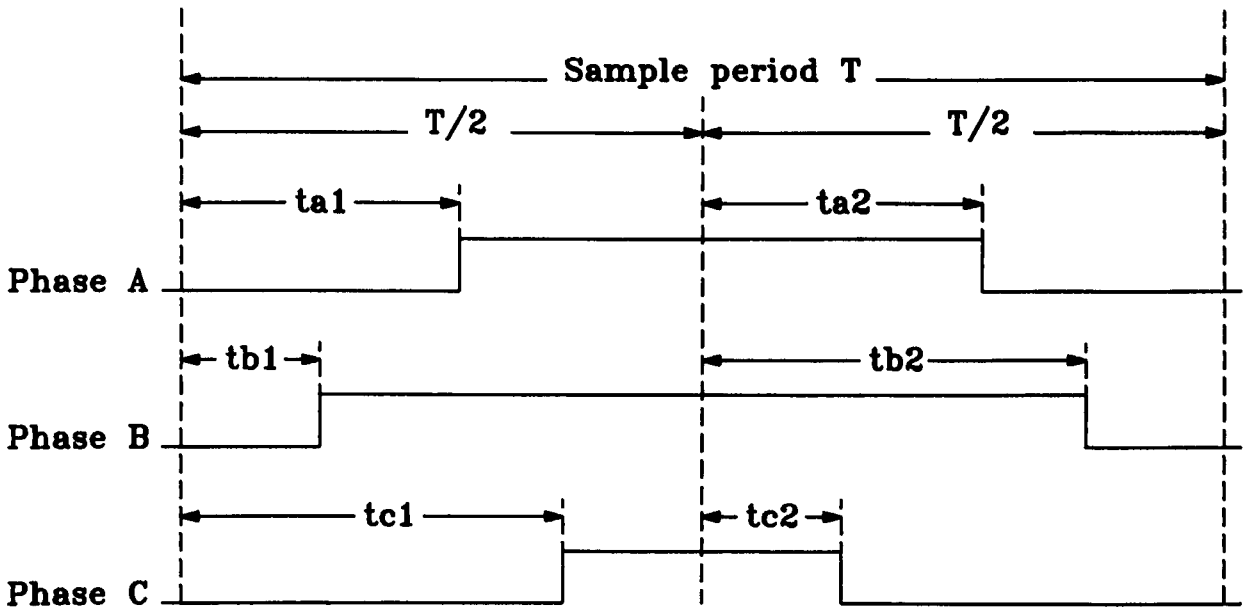 Sample period T
T/2 T/2
ta1 ta2
Phase A
tb1 tb2
Phase B
tc1 tc2
Phase C